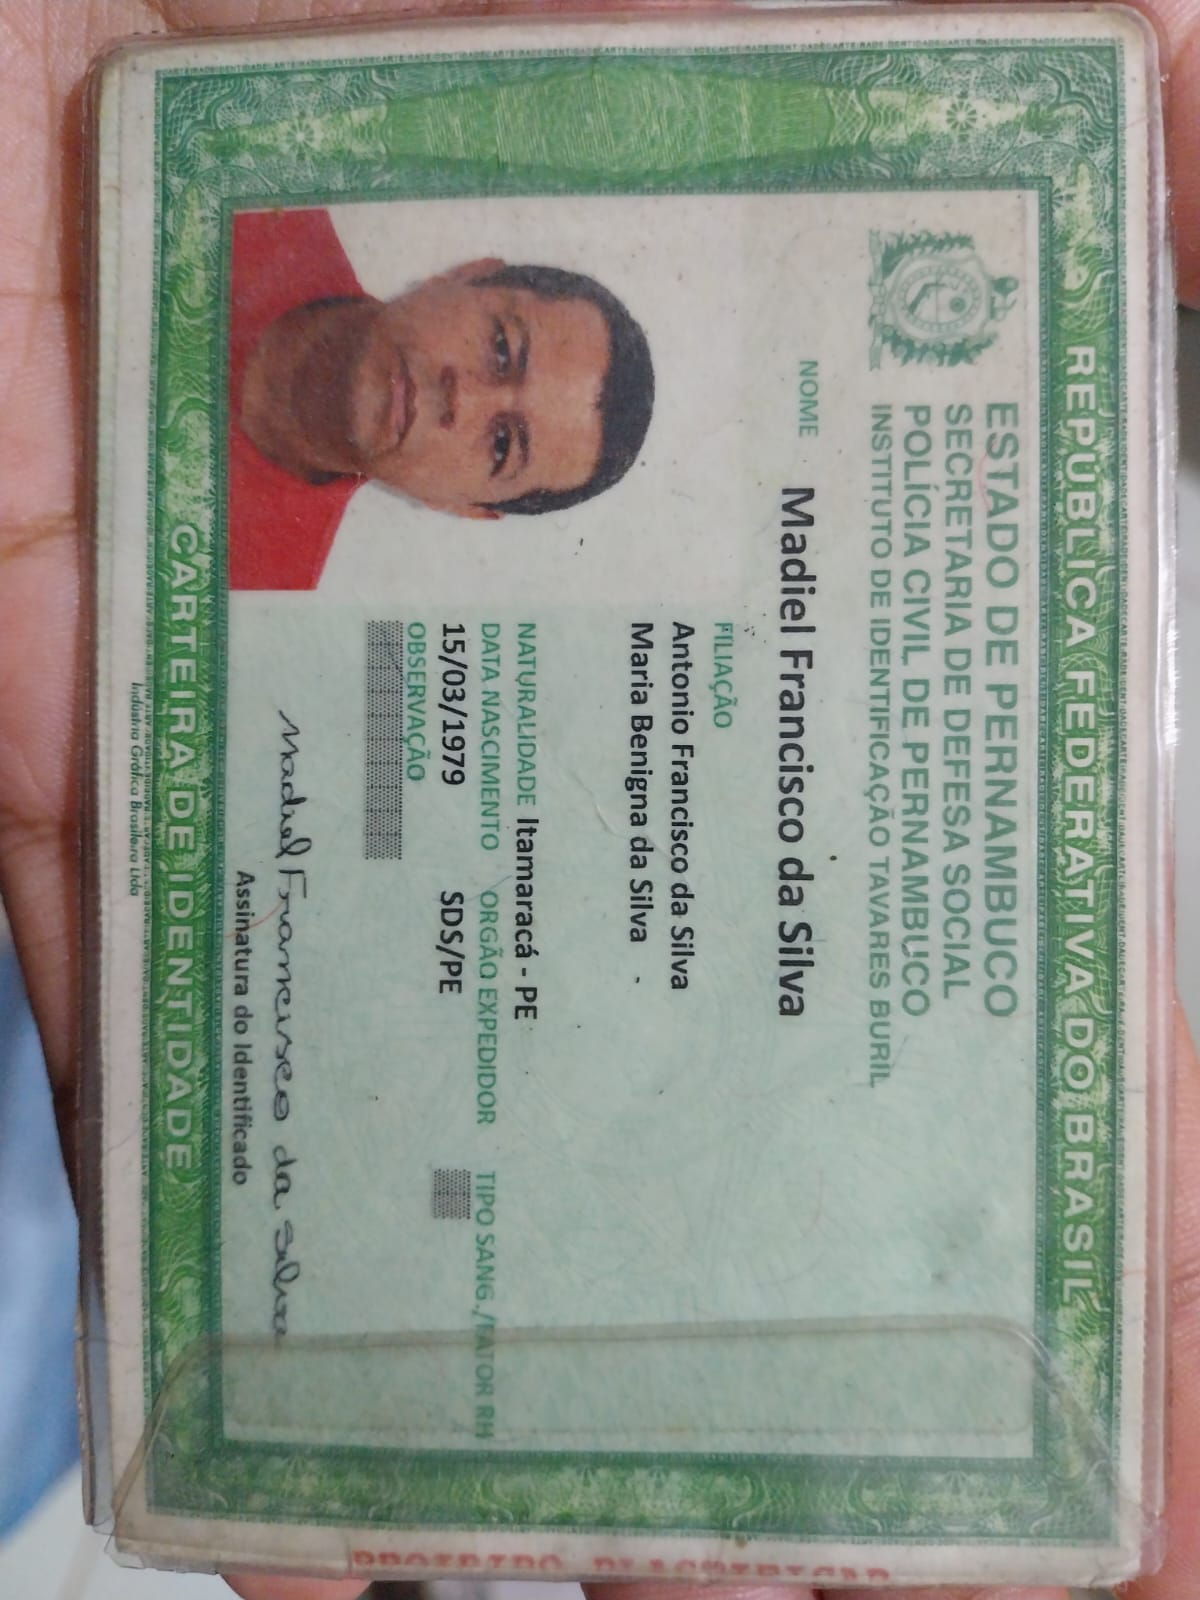 REPÚBLICA FEDERATIVA DO BRASIL
ESTADO DE PERNAMBUCO
SECRETARIA DE DEFESA SOCIAL
POLÍCIA CIVIL DE PERNAMBUCO
INSTITUTO DE IDENTIFICAÇÃO TAVARES BURIL
NOME Madiel Francisco da Silva
FILIAÇÃO
Antonio Francisco da Silva
Maria Benigna da Silva -
NATURALIDADE Itamaracá - PE
DATA NASCIMENTO ORGÃO EXPEDIDOR TIPO SANG./FATOR RH
15/03/1979 SDS/PE
OBSERVAÇÃO
Madiel Francisco da Silva
Assinatura do Identificado
CARTEIRA DE IDENTIDADE
Indústria Gráfica Brasileira Ltda
PROIBIDO PLASTIFICAR